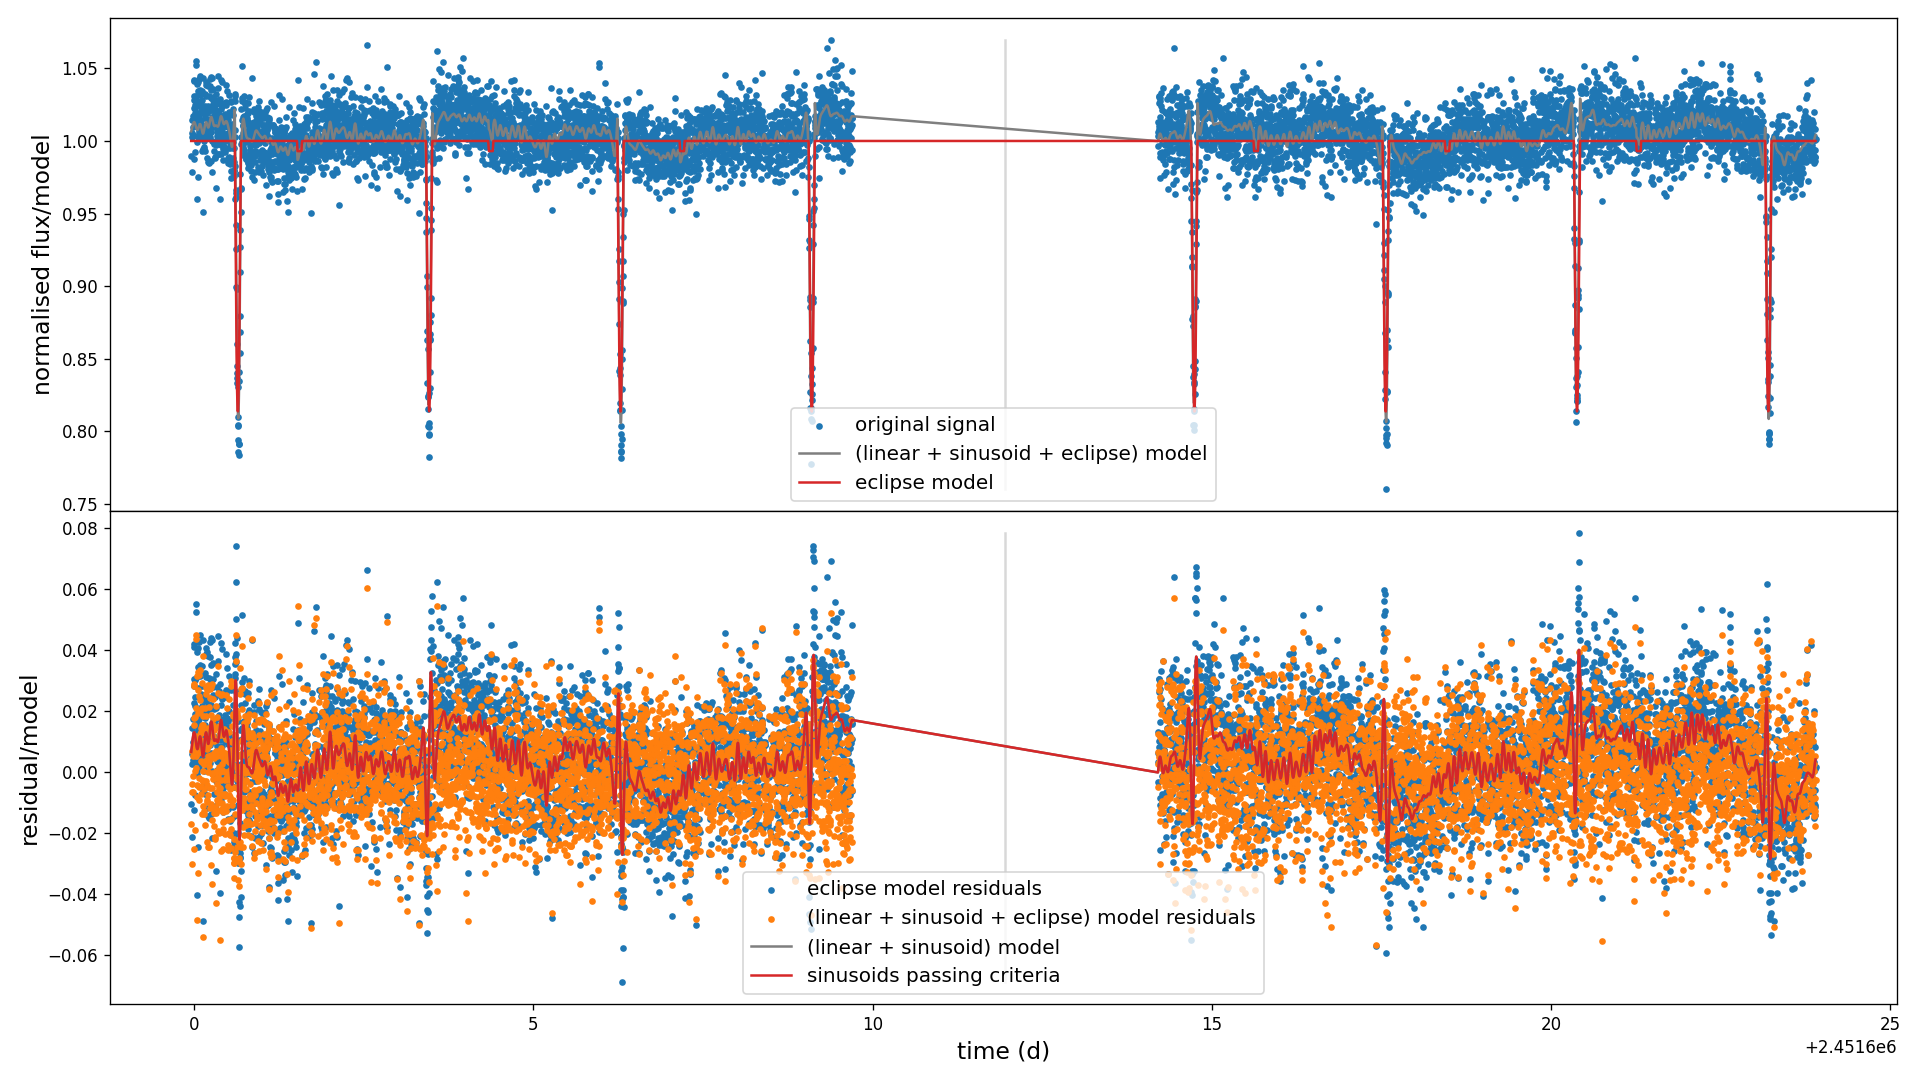 normalised flux/model
1.05
1.00
0.95
0.90
0.85
0.80
0.75
original signal
(linear + sinusoid + eclipse) model
eclipse model
residual/model
0.08
0.06
0.04
0.02
0.00
−0.02
−0.04
−0.06
eclipse model residuals
(linear + sinusoid + eclipse) model residuals
(linear + sinusoid) model
sinusoids passing criteria
0 5 10 15 20 25
time (d)
+2.4516e6